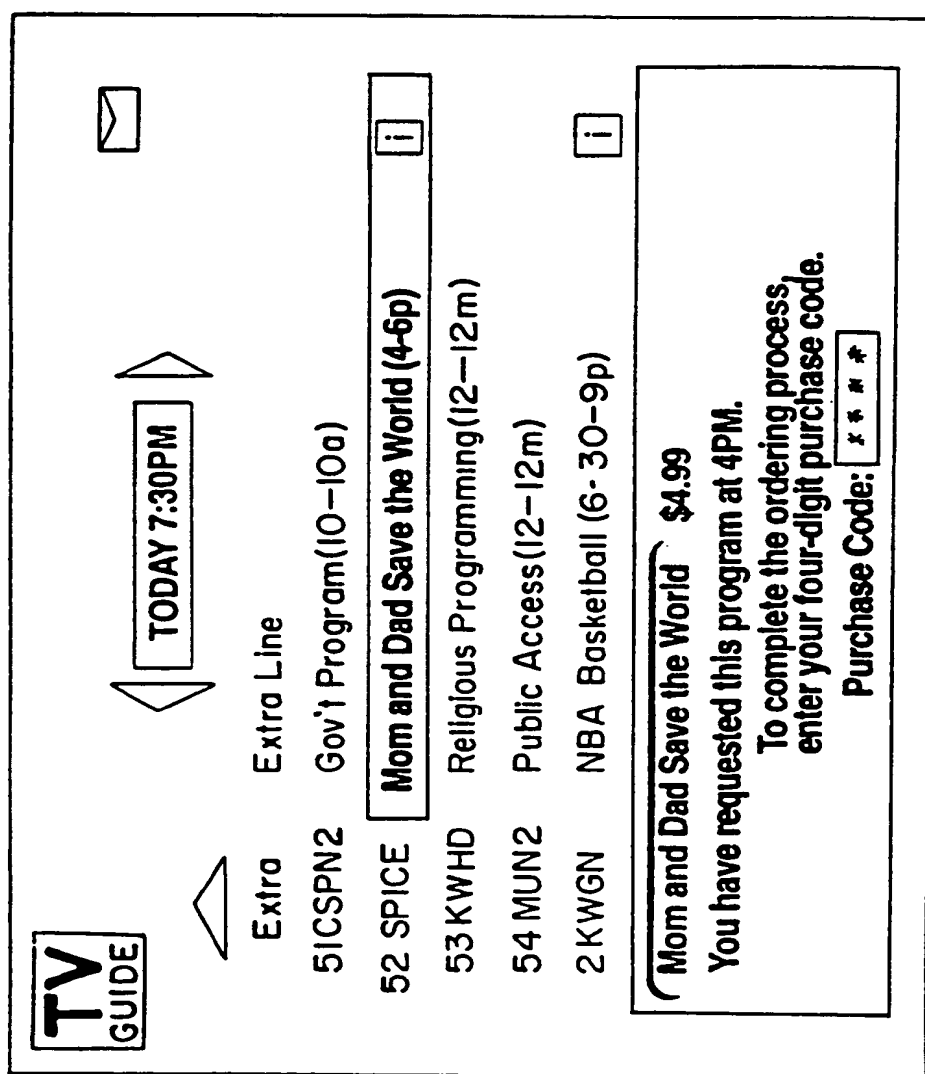 TV
GUIDE
TODAY 7:30PM
Extra Extra Line
51CSPN2 Gov't Program(10-10a)
52 SPICE Mom and Dad Save the World (4-6p) i
53 KWHD Religious Programming(12-12m)
54 MUN2 Public Access(12-12m)
2 KWGN NBA Basketball (6-30-9p) i
Mom and Dad Save the World $4.99
You have requested this program at 4PM.
To complete the ordering process,
enter your four-digit purchase code.
Purchase Code: * * * *